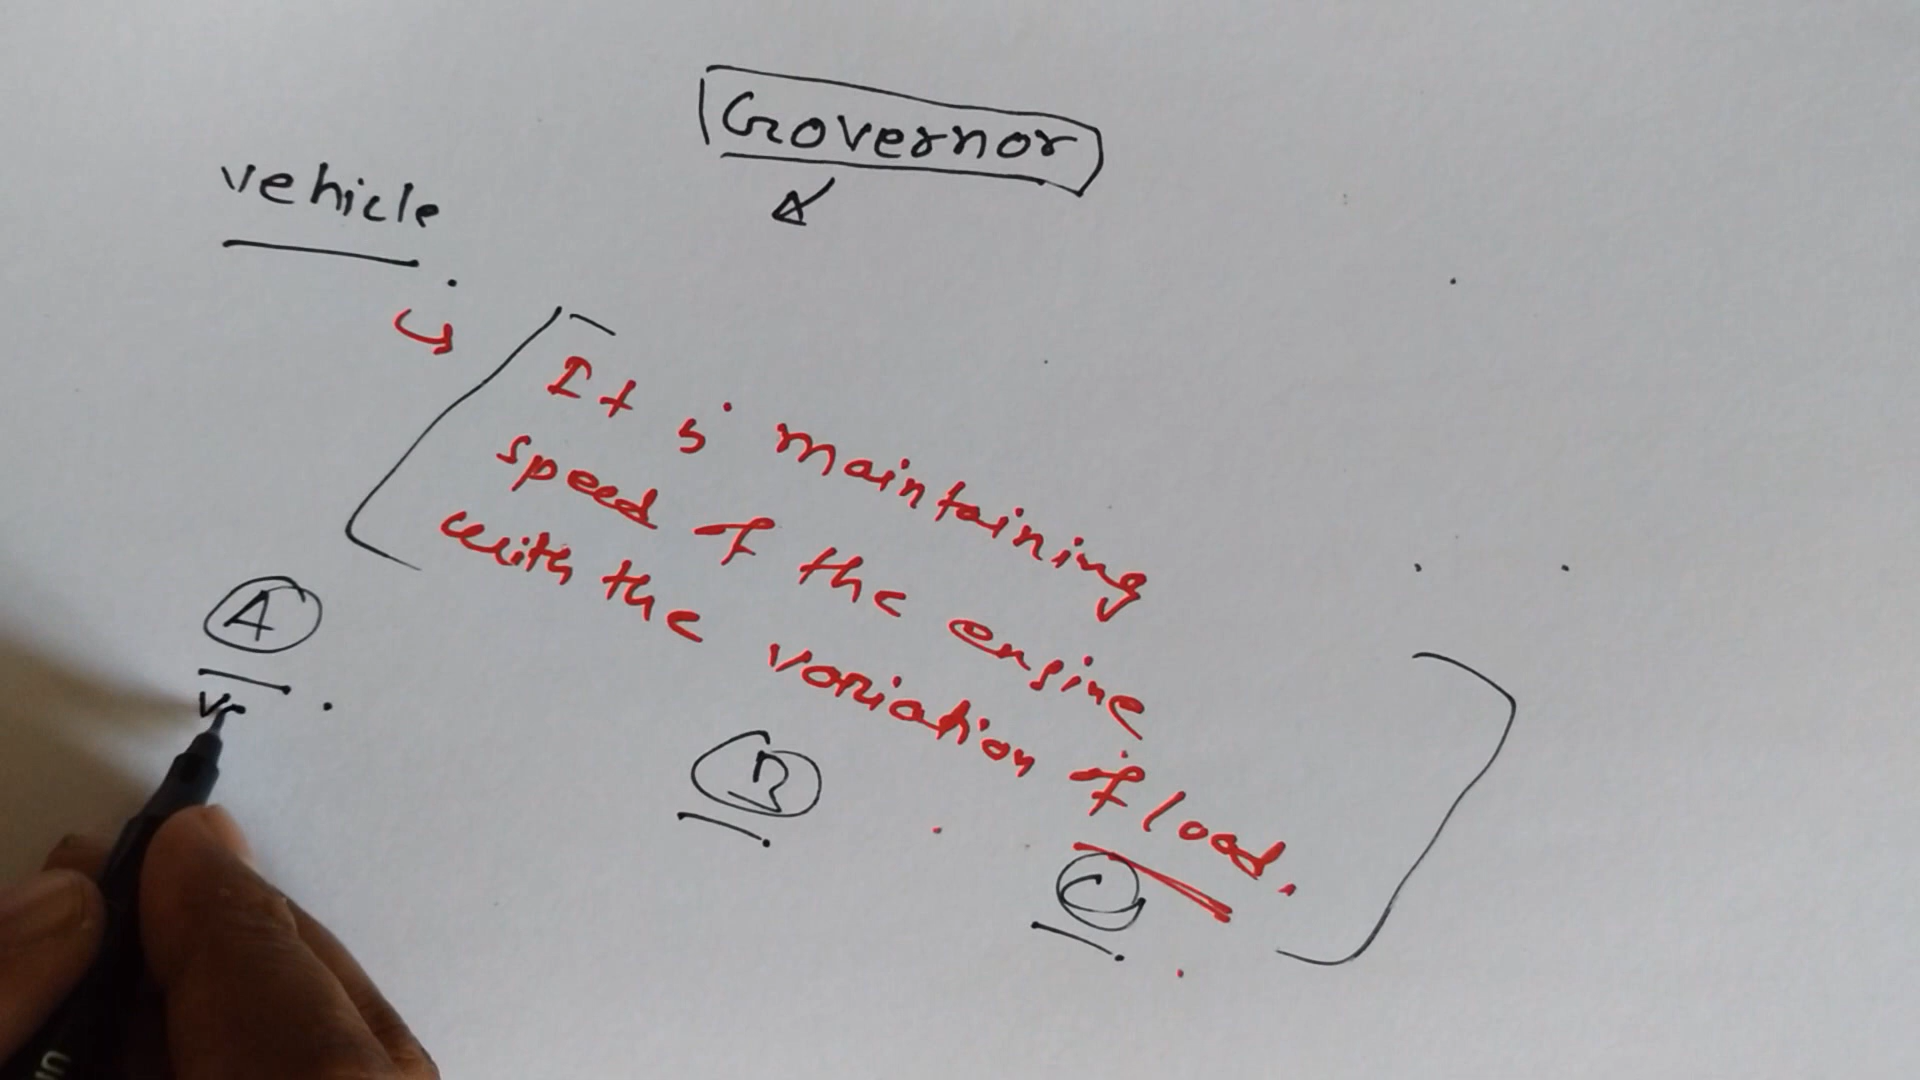 Governor
vehicle
It is maintaining
speed of the engine
with the variation of load.
A
B
C